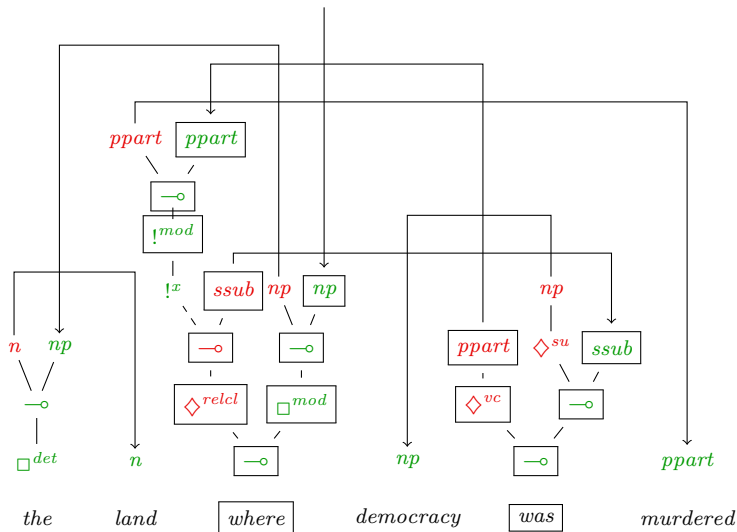 ppart ppart
⊸
!mod
!x ssub np np np
n np ⊸ ⊸ ppart ◇su ssub
⊸ ◇relcl □mod ◇vc ⊸
□det n ⊸ np ⊸ ppart
the land where democracy was murdered